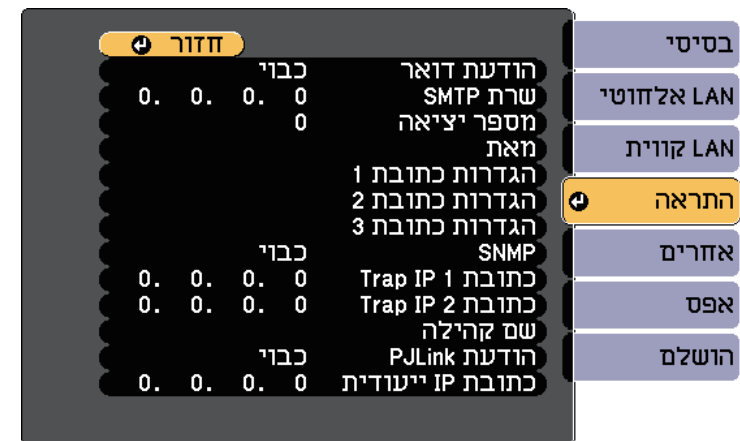 בסיסי
LAN אלחוטי
LAN קווית
התראה
אחרים
אפס
הושלם
חזור
הודעת דואר כבוי
שרת SMTP 0. 0. 0. 0
מספר יציאה 0
מאת
הגדרות כתובת 1
הגדרות כתובת 2
הגדרות כתובת 3
SNMP כבוי
כתובת Trap IP 1 0. 0. 0. 0
כתובת Trap IP 2 0. 0. 0. 0
שם קהילה
הודעת PJLink כבוי
כתובת IP ייעודית 0. 0. 0. 0